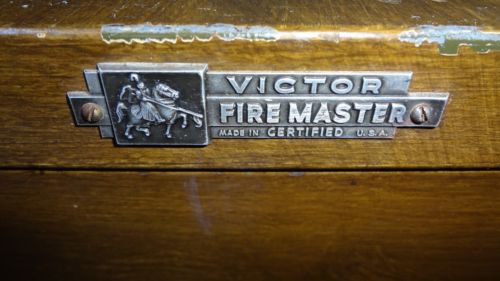 VICTOR
FIRE MASTER
MADE IN CERTIFIED U.S.A.